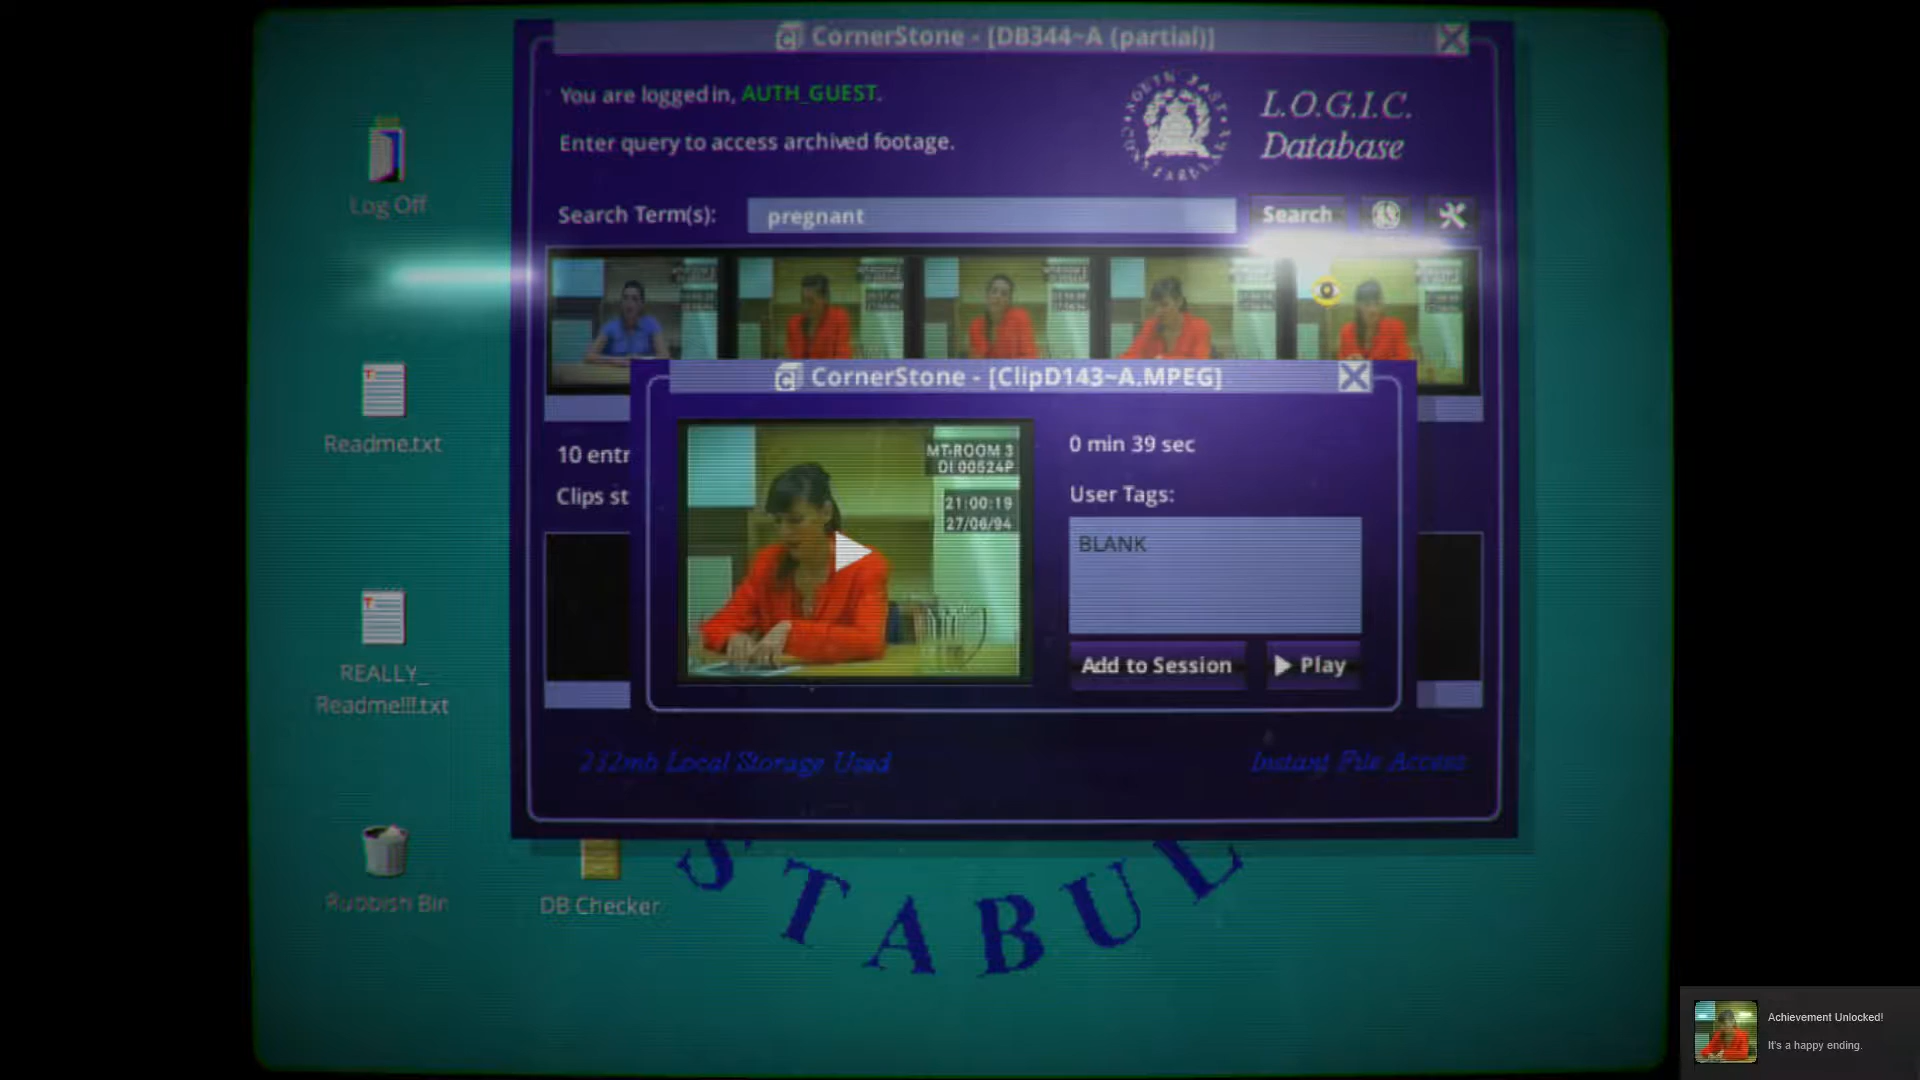 CornerStone - [DB344~A (partial)]
You are logged in, AUTH_GUEST.
Enter query to access archived footage.
L.O.G.I.C.
Database
Search Term(s):
pregnant
Search
Log Off
Readme.txt
REALLY_
Readme!!!.txt
Rubbish Bin
DB Checker
10 entr
Clips st
CornerStone - [ClipD143~A.MPEG]
MT-ROOM 3
DI 00524P
21:00:19
27/06/94
0 min 39 sec
User Tags:
BLANK
Add to Session
Play
232mb Local Storage Used
Instant File Access
STABUL
Achievement Unlocked!
It's a happy ending.